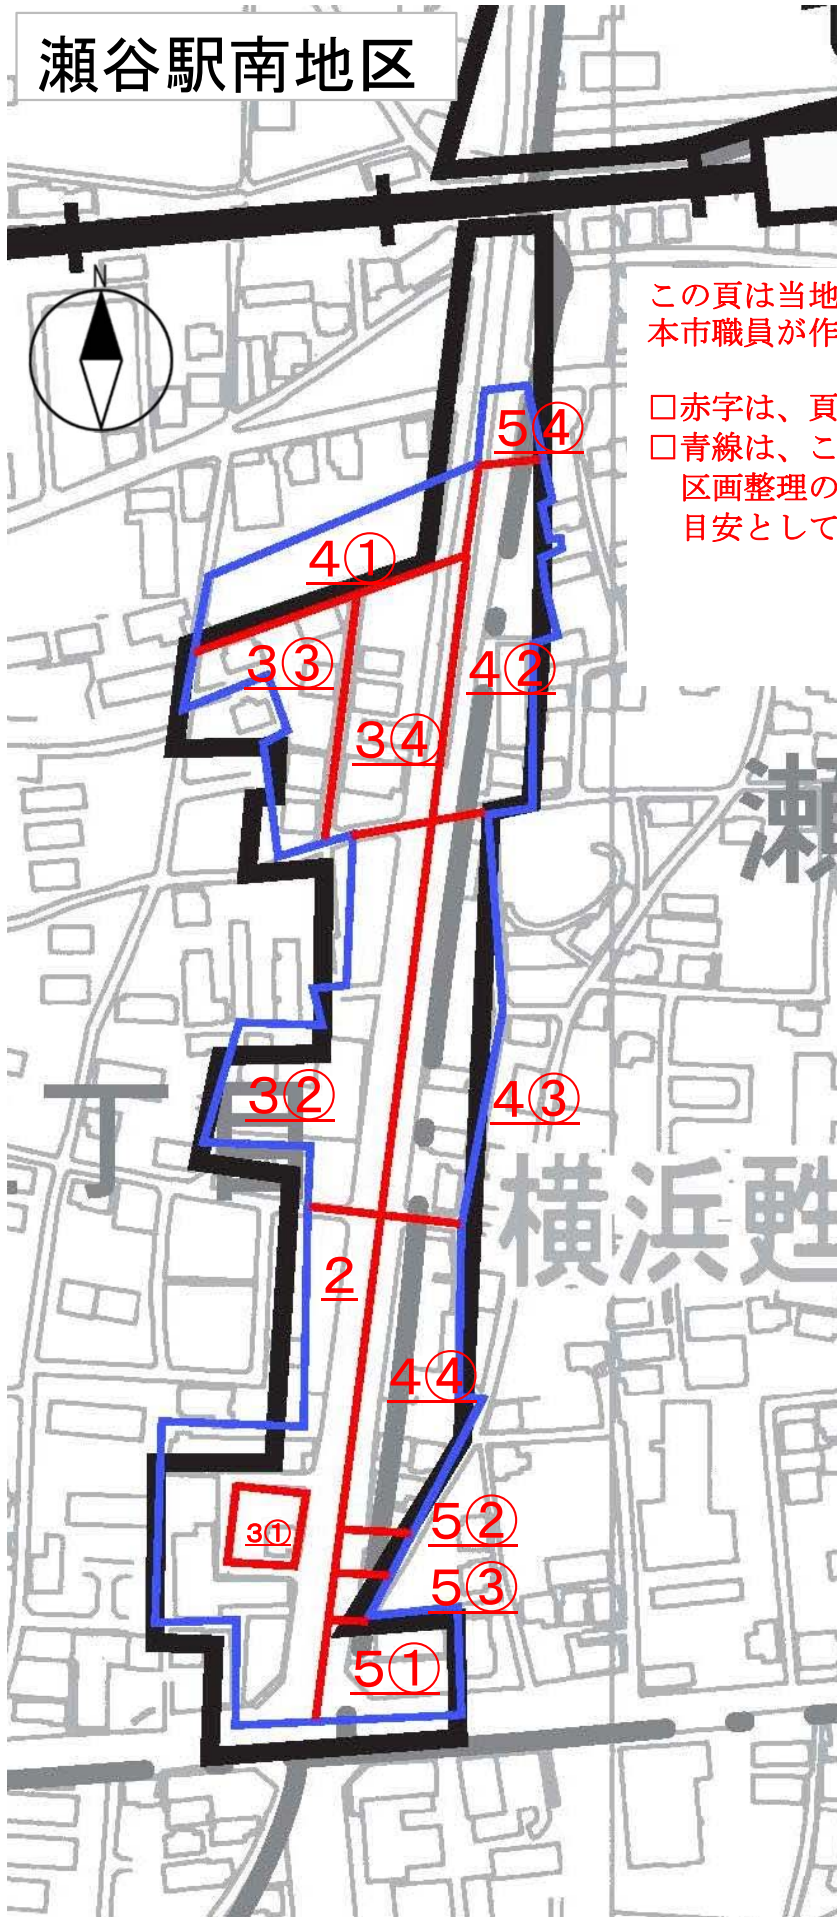 瀬谷駅南地区
N
この頁は当地
本市職員が作
□赤字は、頁
□青線は、こ
区画整理の
目安として
5④
4①
3③
4②
3④
瀬
3②
4③
丁目
横浜甦
2
4④
3①
5②
5③
5①